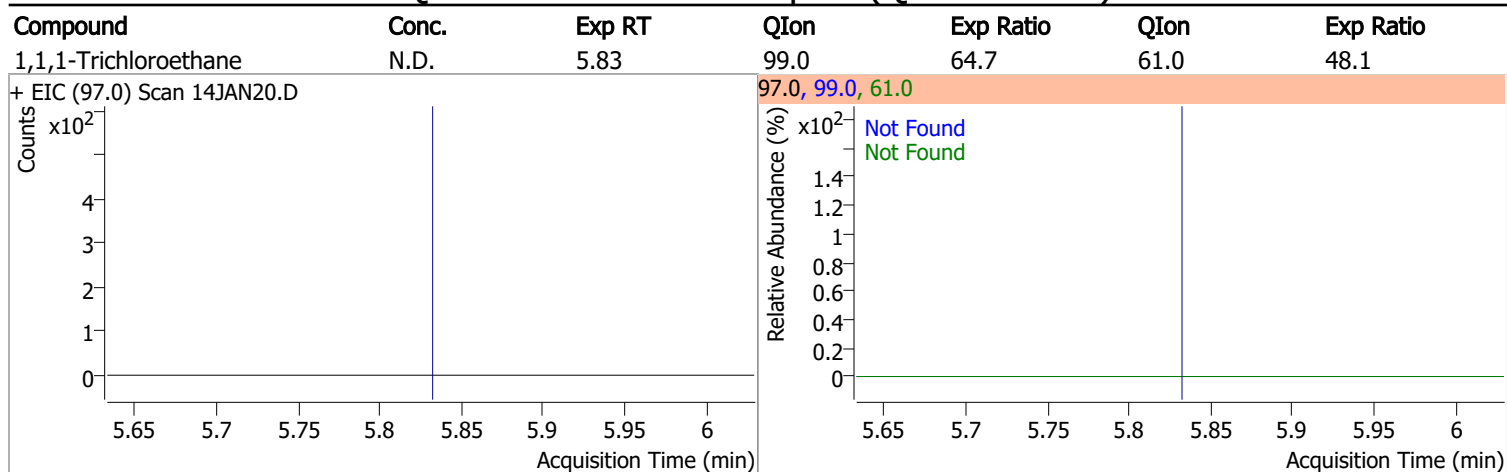 Compound Conc. Exp RT QIon Exp Ratio QIon Exp Ratio
1,1,1-Trichloroethane N.D. 5.83 99.0 64.7 61.0 48.1
+ EIC (97.0) Scan 14JAN20.D
Counts
x10²
4
3
2
1
0
5.65 5.7 5.75 5.8 5.85 5.9 5.95 6
Acquisition Time (min)
97.0, 99.0, 61.0
Relative Abundance (%)
x10²
Not Found
Not Found
1.4
1.2
1
0.8
0.6
0.4
0.2
0
5.65 5.7 5.75 5.8 5.85 5.9 5.95 6
Acquisition Time (min)